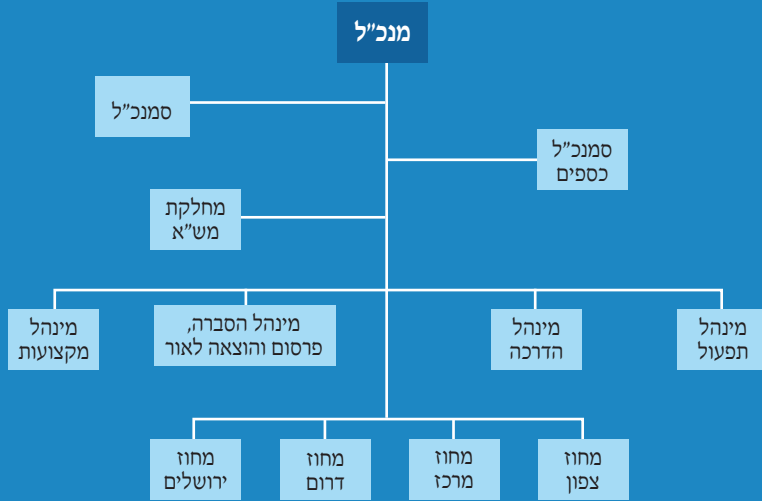 מנכ״ל
סמנכ״ל
סמנכ״ל
כספים
מחלקת
מש״א
מינהל
תפעול
מינהל
הדרכה
מינהל הסברה,
פרסום והוצאה לאור
מינהל
מקצועות
מחוז
צפון
מחוז
מרכז
מחוז
דרום
מחוז
ירושלים